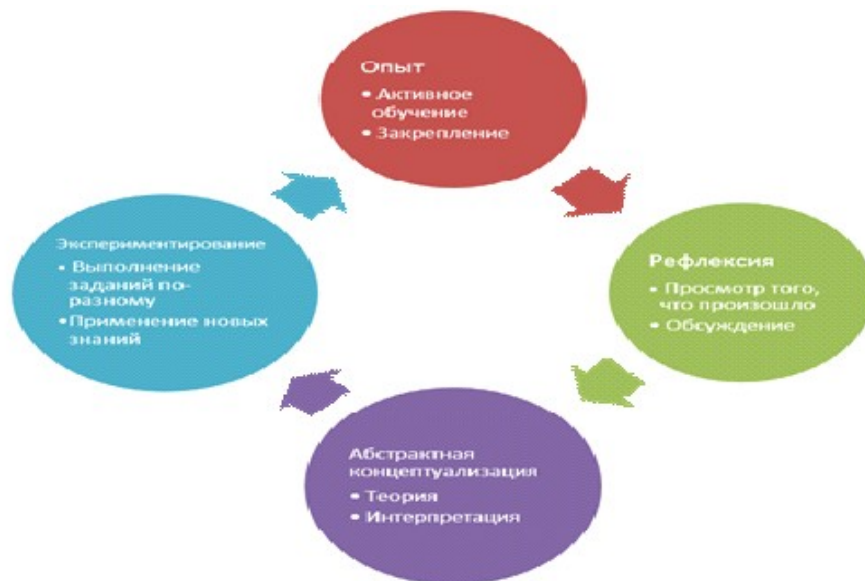 Опыт
• Активное
обучение
• Закрепление
Рефлексия
• Просмотр того,
что произошло
• Обсуждение
Абстрактная
концептуализация
• Теория
• Интерпретация
Экспериментирование
• Выполнение
заданий по-
разному
•Применение новых
знаний